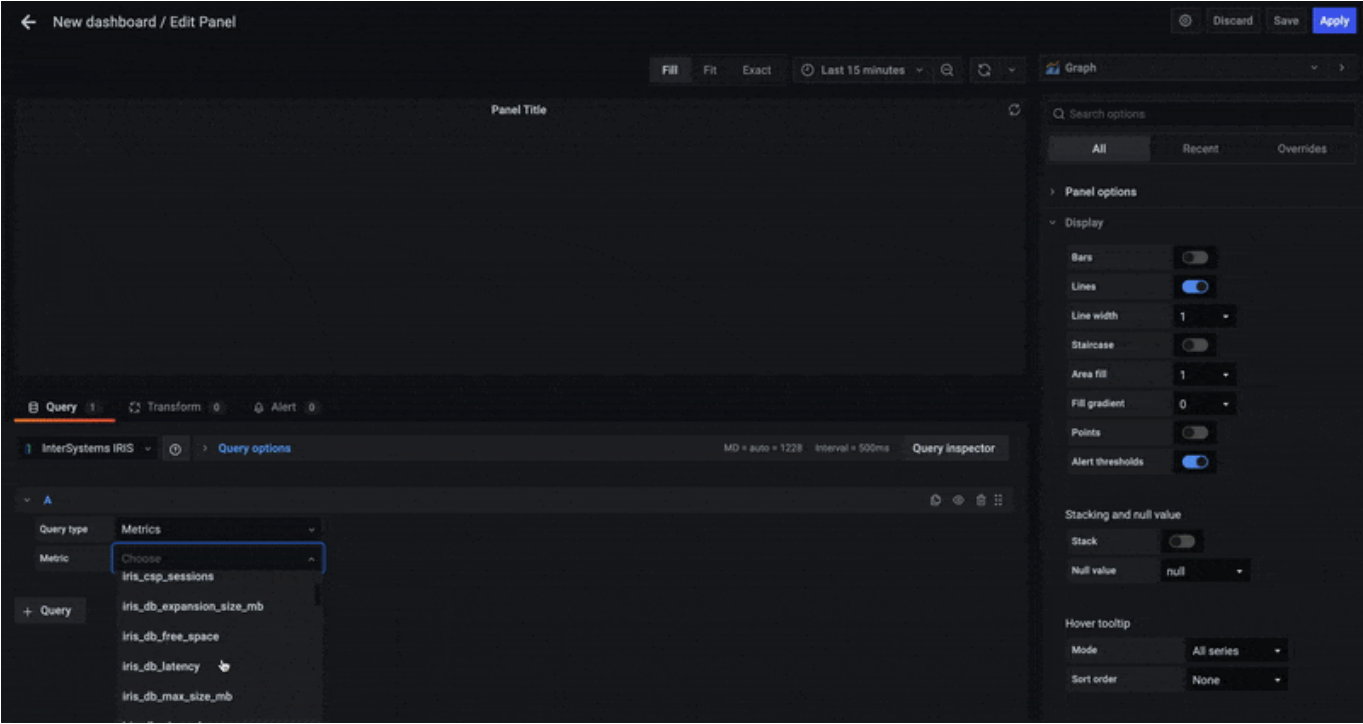 New dashboard / Edit Panel
Discard Save Apply
Fill Fit Exact Last 15 minutes
Graph
Panel Title
Search options
All Recent Overrides
Panel options
Display
Bars
Lines
Line width 1
Staircase
Area fill 1
Fill gradient 0
Points
Alert thresholds
Query 1 Transform 0 Alert 0
InterSystems IRIS Query options MD = auto = 1228 Interval = 500ms Query inspector
A
Query type Metrics
Metric Choose
iris_csp_sessions
iris_db_expansion_size_mb
iris_db_free_space
iris_db_latency
iris_db_max_size_mb
+ Query
Stacking and null value
Stack
Null value null
Hover tooltip
Mode All series
Sort order None